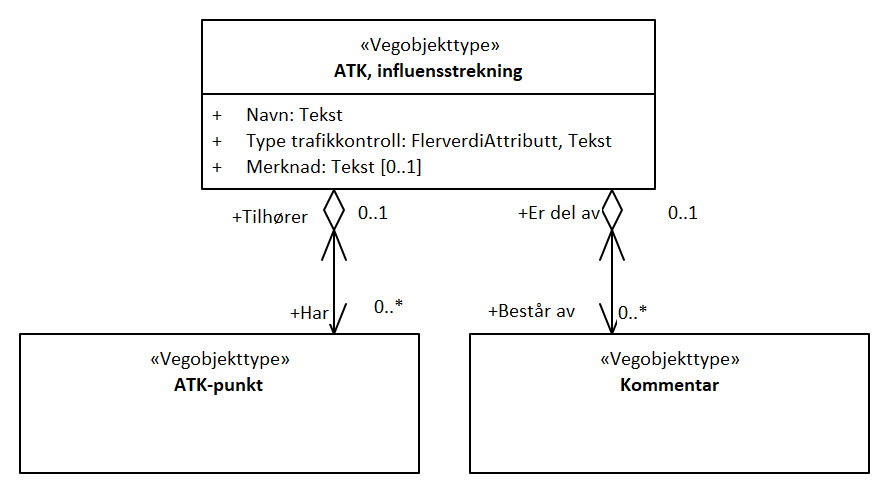 «Vegobjekttype»
ATK, influensstrekning
+ Navn: Tekst
+ Type trafikkontroll: FlerverdiAttributt, Tekst
+ Merknad: Tekst [0..1]
+Tilhører 0..1 +Er del av 0..1
+Har 0..* +Består av 0..*
«Vegobjekttype» «Vegobjekttype»
ATK-punkt Kommentar